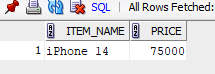 SQL | All Rows Fetched:
ITEM_NAME PRICE
1 iPhone 14 75000